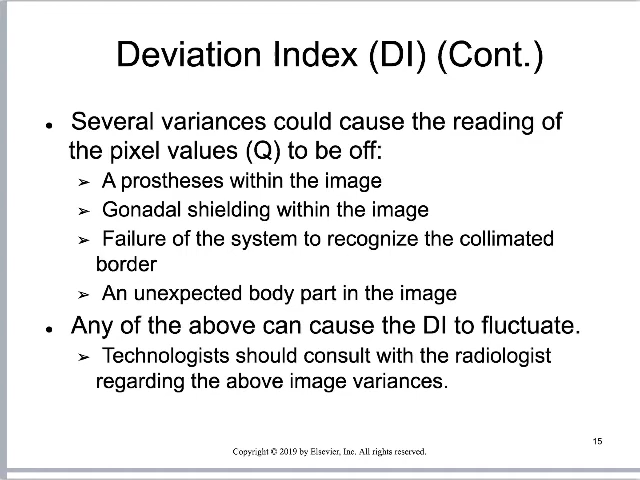 Deviation Index (DI) (Cont.)
• Several variances could cause the reading of
the pixel values (Q) to be off:
➢ A prostheses within the image
➢ Gonadal shielding within the image
➢ Failure of the system to recognize the collimated
border
➢ An unexpected body part in the image
• Any of the above can cause the DI to fluctuate.
➢ Technologists should consult with the radiologist
regarding the above image variances.
15
Copyright © 2019 by Elsevier, Inc. All rights reserved.